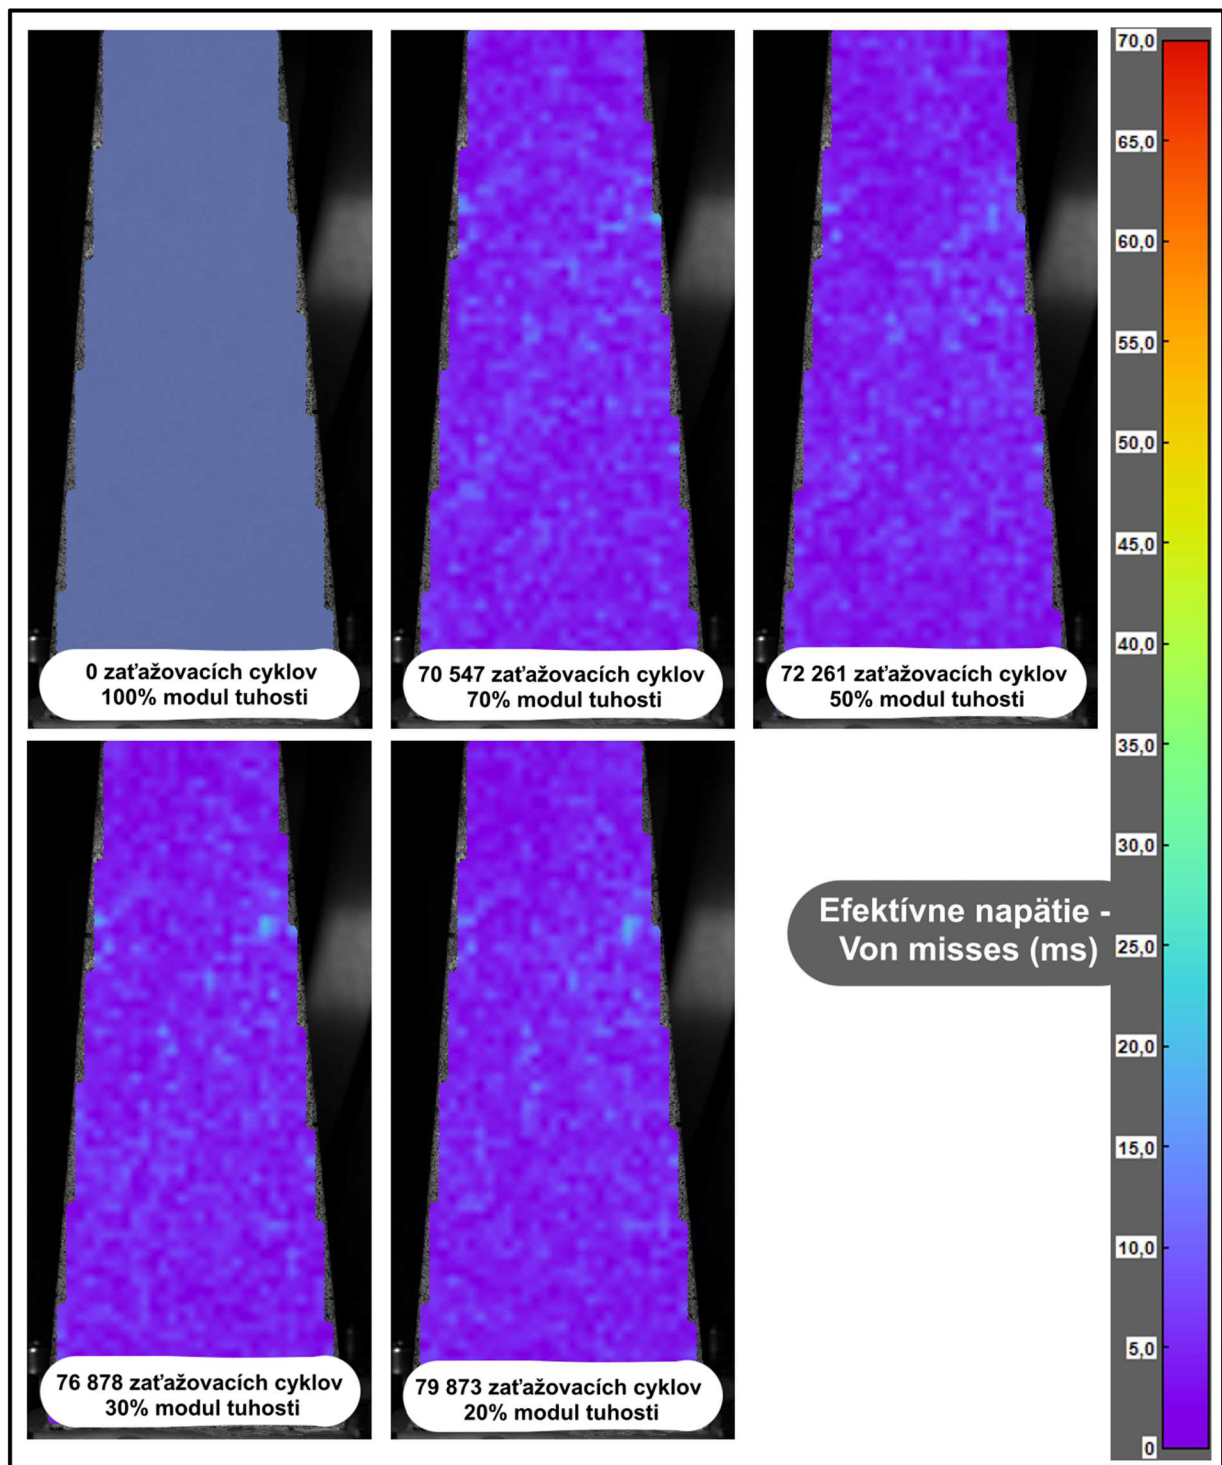 0 zaťažovacích cyklov
100% modul tuhosti
70 547 zaťažovacích cyklov
70% modul tuhosti
72 261 zaťažovacích cyklov
50% modul tuhosti
76 878 zaťažovacích cyklov
30% modul tuhosti
79 873 zaťažovacích cyklov
20% modul tuhosti
Efektívne napätie -
Von misses (ms)
70,0
65,0
60,0
55,0
50,0
45,0
40,0
35,0
30,0
25,0
20,0
15,0
10,0
5,0
0